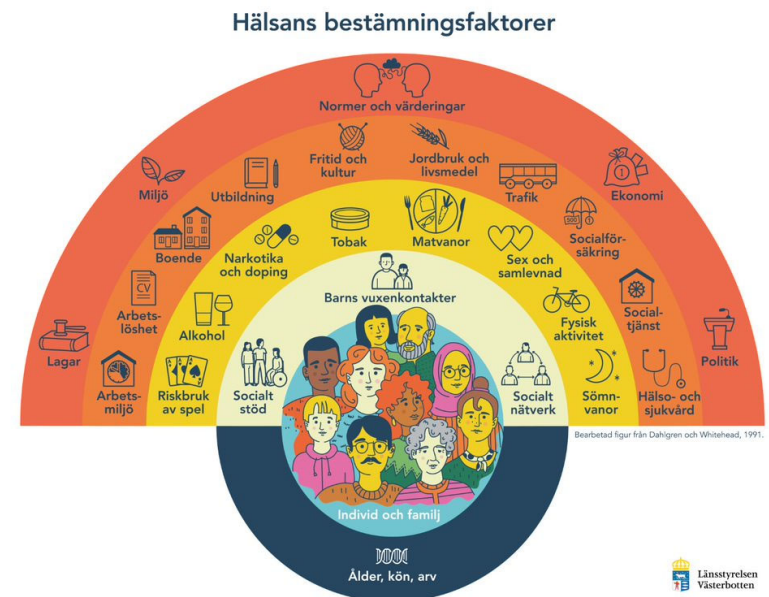 Hälsans bestämningsfaktorer
Normer och värderingar
Miljö
Ekonomi
Lagar
Politik
Fritid och
kultur
Jordbruk och
livsmedel
Utbildning
Trafik
Boende
Socialför-
säkring
Arbets-
löshet
Social-
tjänst
Arbets-
miljö
Hälso- och
sjukvård
CV
Tobak
Matvanor
Narkotika
och doping
Sex och
samlevnad
Alkohol
Fysisk
aktivitet
Riskbruk
av spel
Sömn-
vanor
Barns vuxenkontakter
Socialt
stöd
Socialt
nätverk
Individ och familj
Ålder, kön, arv
Bearbetad figur från Dahlgren och Whitehead, 1991.
Länsstyrelsen
Västerbotten